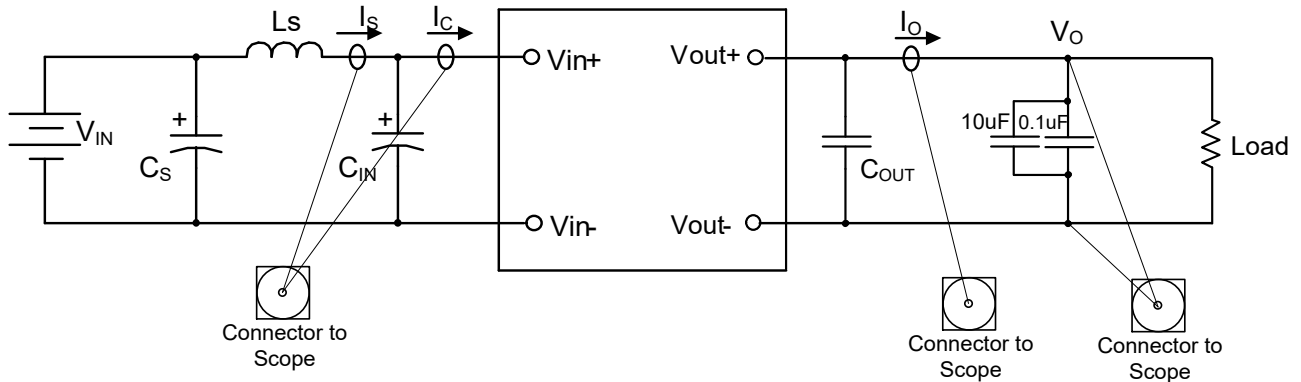 Ls
IS
IC
IO
VO
Vin+
Vout+
+
VIN
+
CS
CIN
10uF
0.1uF
COUT
Load
Vin-
Vout-
Connector to
Scope
Connector to
Scope
Connector to
Scope